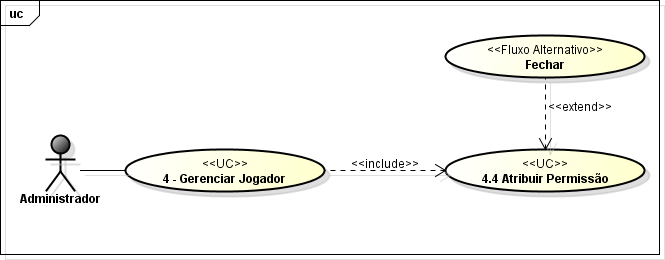 uc
<<Fluxo Alternativo>>
Fechar
<<extend>>
<<UC>>
4 - Gerenciar Jogador
<<include>>
<<UC>>
4.4 Atribuir Permissão
Administrador